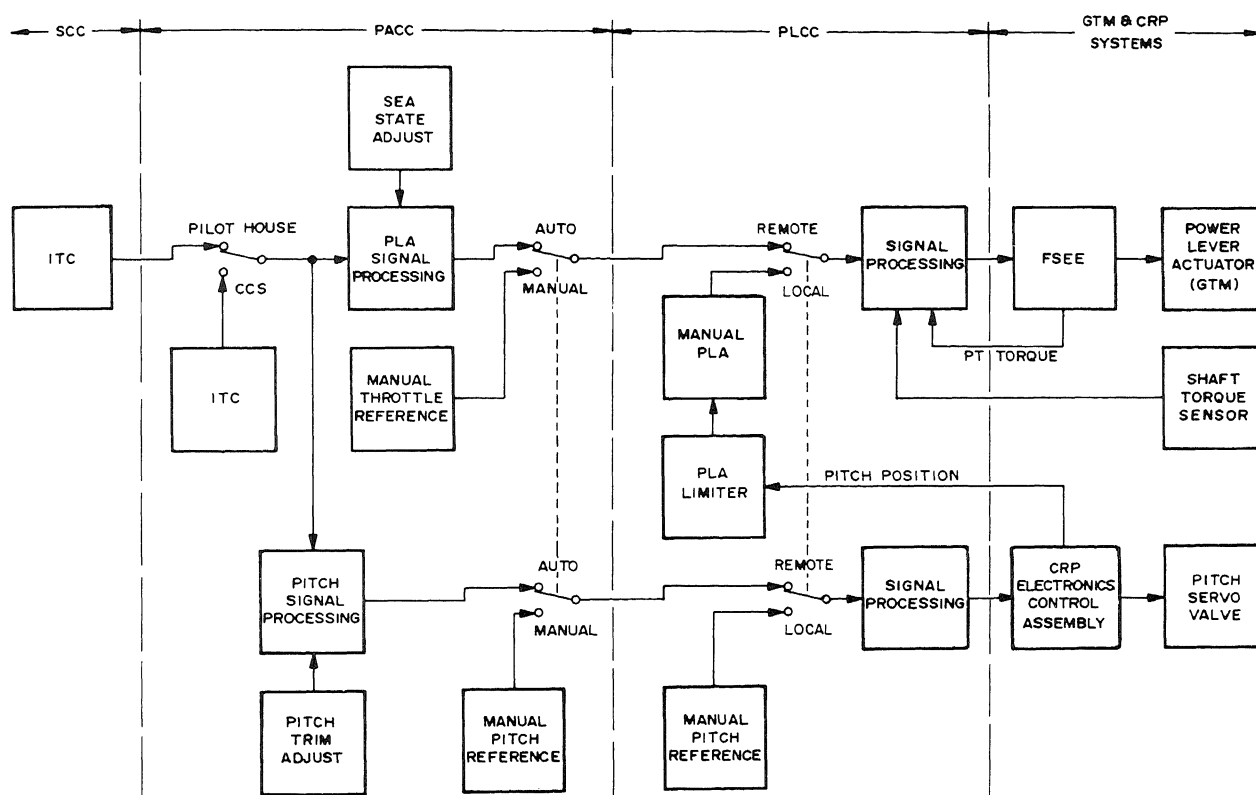 SCC
PACC
PLCC
GTM & CRP
SYSTEMS
SEA
STATE
ADJUST
ITC
PILOT HOUSE
CCS
ITC
PLA
SIGNAL
PROCESSING
AUTO
MANUAL
MANUAL
THROTTLE
REFERENCE
REMOTE
LOCAL
MANUAL
PLA
PLA
LIMITER
SIGNAL
PROCESSING
FSEE
PT TORQUE
POWER
LEVER
ACTUATOR
(GTM)
SHAFT
TORQUE
SENSOR
PITCH POSITION
PITCH
SIGNAL
PROCESSING
PITCH
TRIM
ADJUST
AUTO
MANUAL
MANUAL
PITCH
REFERENCE
REMOTE
LOCAL
MANUAL
PITCH
REFERENCE
SIGNAL
PROCESSING
CRP
ELECTRONICS
CONTROL
ASSEMBLY
PITCH
SERVO
VALVE